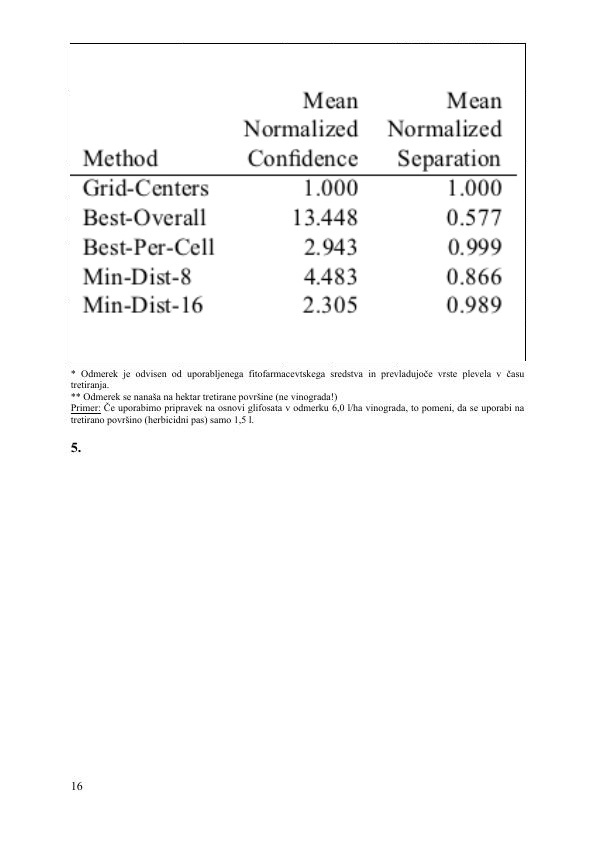 Mean Mean
Normalized Normalized
Method Confidence Separation
Grid-Centers 1.000 1.000
Best-Overall 13.448 0.577
Best-Per-Cell 2.943 0.999
Min-Dist-8 4.483 0.866
Min-Dist-16 2.305 0.989
* Odmerek je odvisen od uporabljenega fitofarmacevtskega sredstva in prevladujoče vrste plevela v času
tretiranja.
** Odmerek se nanaša na hektar tretirane površine (ne vinograda!)
Primer: Če uporabimo pripravek na osnovi glifosata v odmerku 6,0 l/ha vinograda, to pomeni, da se uporabi na
tretirano površino (herbicidni pas) samo 1,5 l.
5.
16